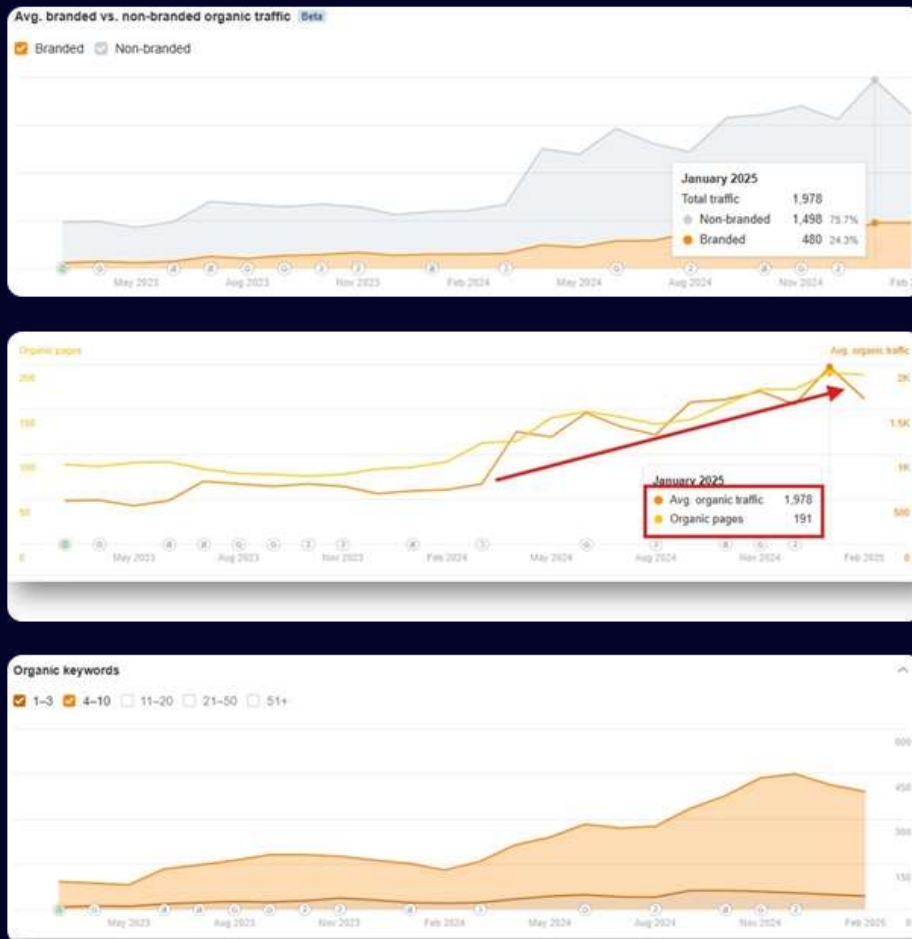 Avg. branded vs. non-branded organic traffic Beta
Branded Non-branded
January 2025
Total traffic 1,978
Non-branded 1,498 75.7%
Branded 480 24.3%
May 2023 Aug 2023 Nov 2023 Feb 2024 May 2024 Aug 2024 Nov 2024 Feb 2
Organic pages Avg. organic traffic
200 2K
150 1.5K
100 1K
January 2025
Avg. organic traffic 1,978
Organic pages 191
50 500
0 0
May 2023 Aug 2023 Nov 2023 Feb 2024 May 2024 Aug 2024 Nov 2024 Feb 2025
Organic keywords
1–3 4–10 11–20 21–50 51+
600
450
300
150
May 2023 Aug 2023 Nov 2023 Feb 2024 May 2024 Aug 2024 Nov 2024 Feb 2025 0